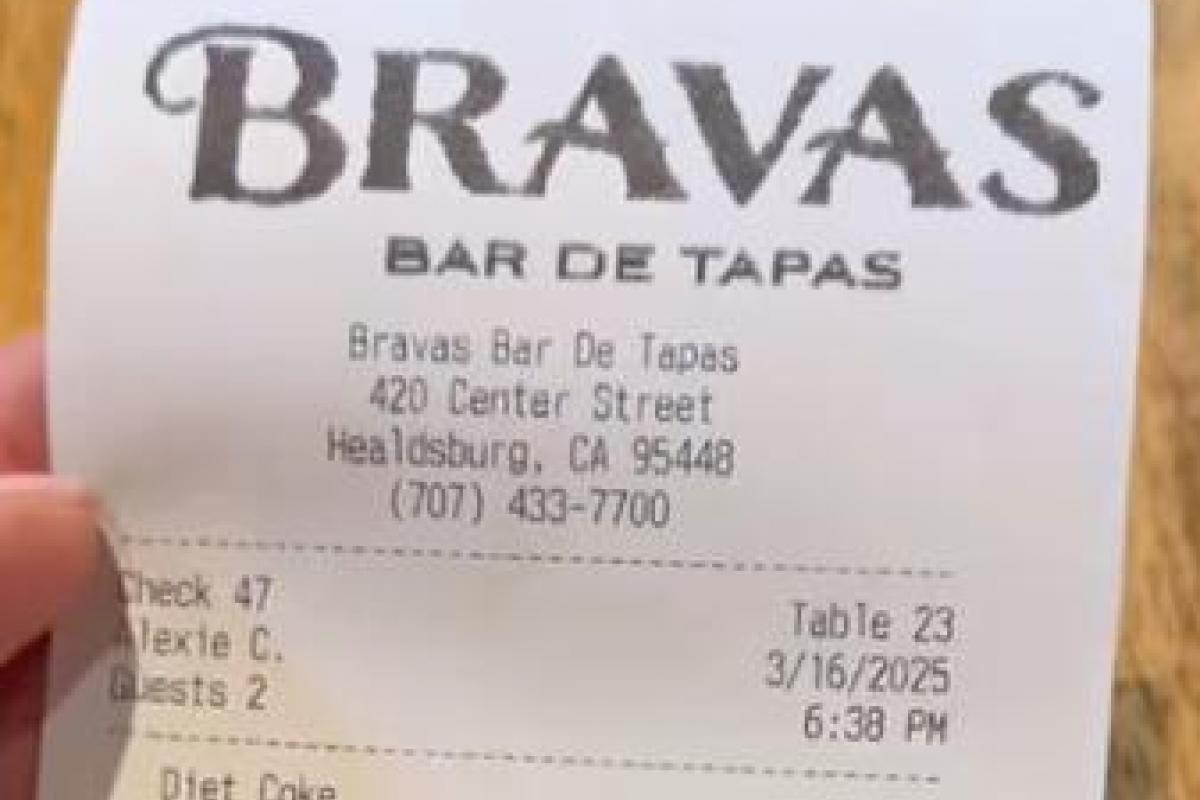 BRAVAS
BAR DE TAPAS
Bravas Bar De Tapas
420 Center Street
Healdsburg, CA 95448
(707) 433-7700
Check 47
Table 23
Alexie C.
3/16/2025
Guests 2
6:38 PM
Diet Coke